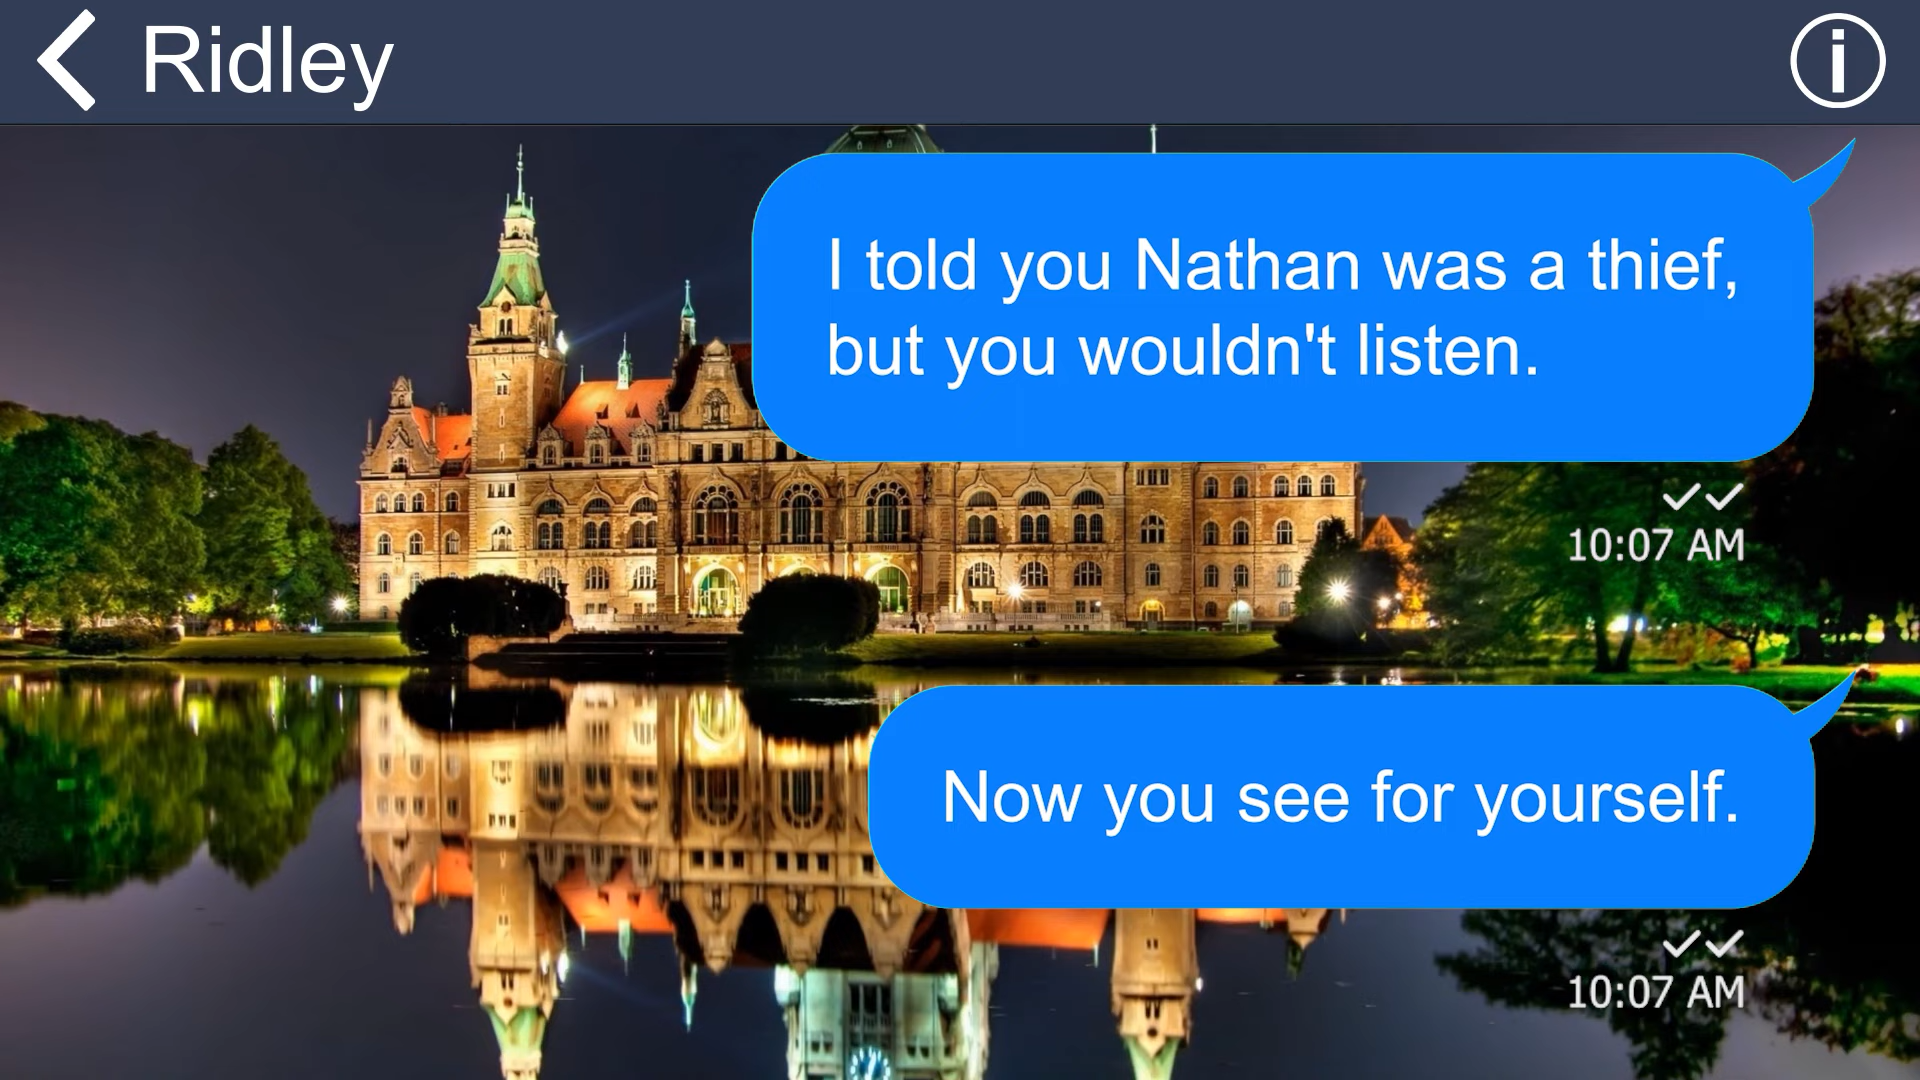 Ridley
I told you Nathan was a thief,
but you wouldn't listen.
10:07 AM
Now you see for yourself.
10:07 AM